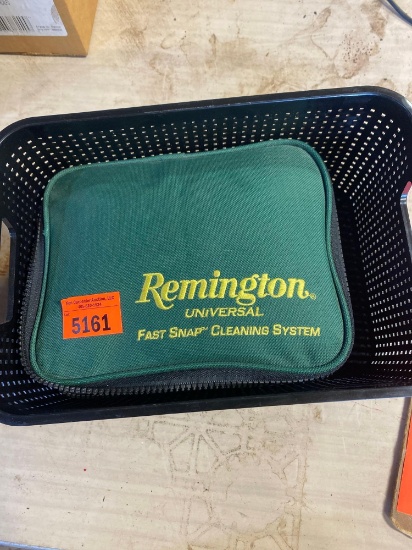 5161
Remington®
UNIVERSAL
FAST SNAP™ CLEANING SYSTEM